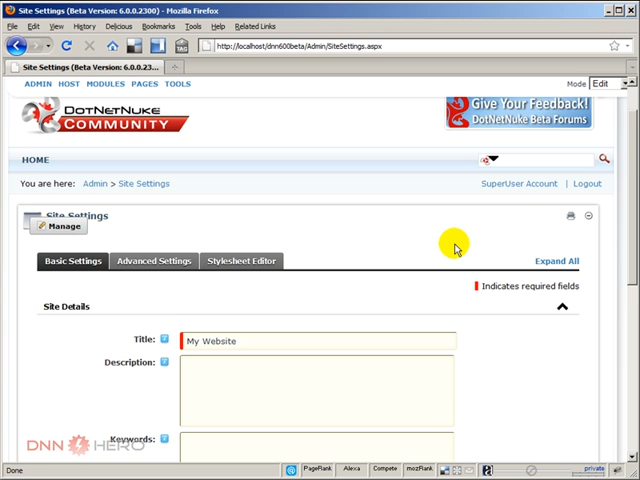 Site Settings (Beta Version: 6.0.0.2300) - Mozilla Firefox
File Edit View History Delicious Bookmarks Tools Related Links
http://localhost/dnn600beta/Admin/SiteSettings.aspx
Site Settings (Beta Version: 6.0.0.23...
ADMIN HOST MODULES PAGES TOOLS
Mode Edit
DOTNETNUKE
COMMUNITY
Give Your Feedback!
DotNetNuke Beta Forums
HOME
You are here: Admin > Site Settings
SuperUser Account | Logout
Site Settings
Manage
Basic Settings Advanced Settings Stylesheet Editor
Expand All
Indicates required fields
Site Details
Title: My Website
Description:
Keywords:
DNN HERO
Done
PageRank Alexa Compete mozRank
private